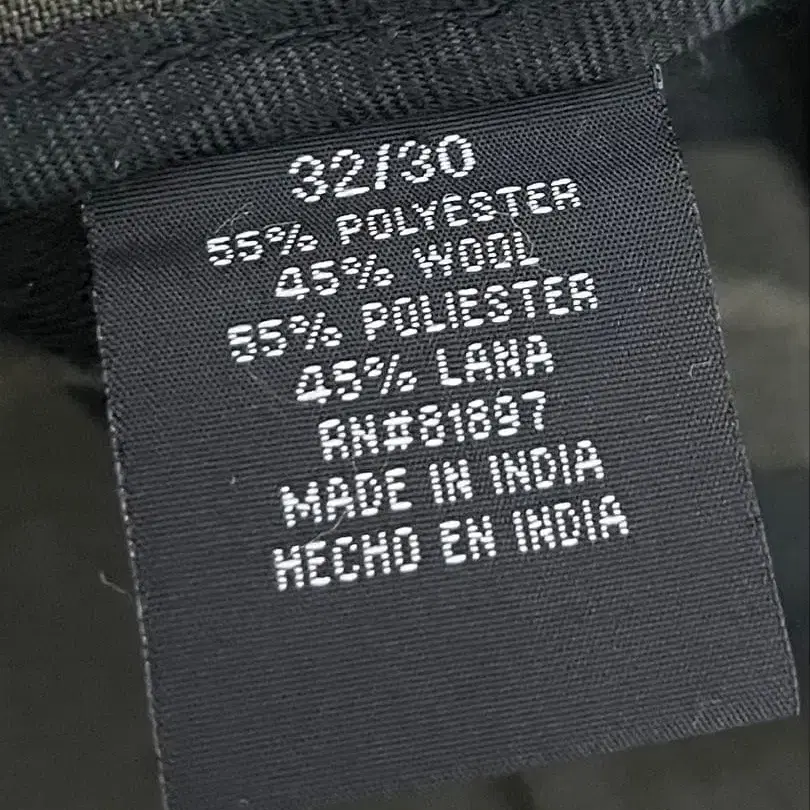 32/30
55% POLYESTER
45% WOOL
55% POLIESTER
45% LANA
RN#81897
MADE IN INDIA
HECHO EN INDIA